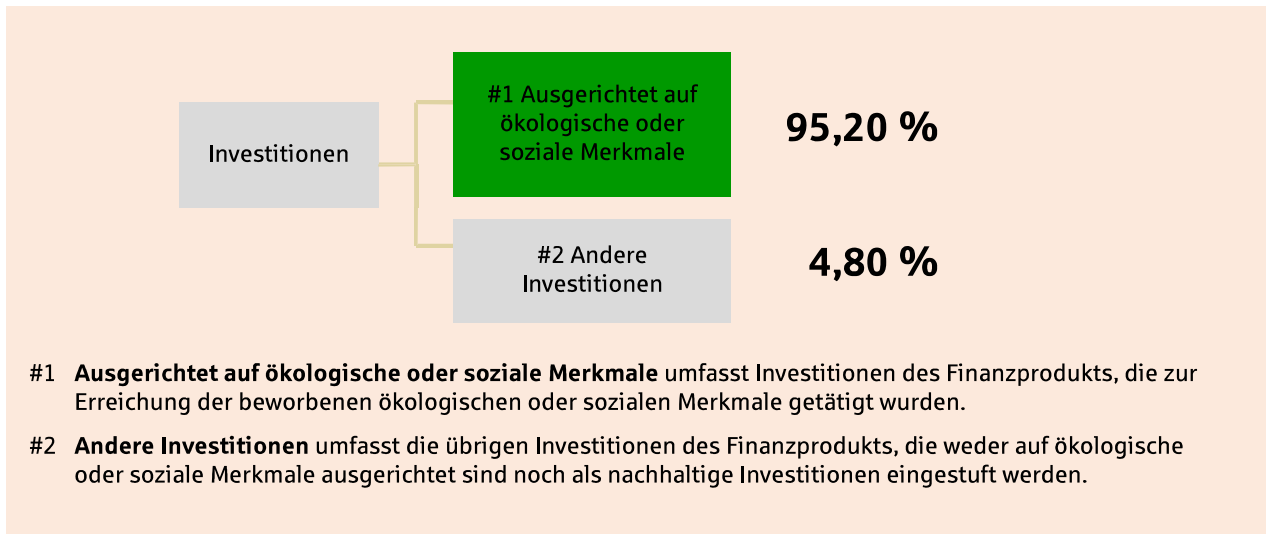 Investitionen
#1 Ausgerichtet auf
ökologische oder
soziale Merkmale
95,20 %
#2 Andere
Investitionen
4,80 %
#1 Ausgerichtet auf ökologische oder soziale Merkmale umfasst Investitionen des Finanzprodukts, die zur
Erreichung der beworbenen ökologischen oder sozialen Merkmale getätigt wurden.
#2 Andere Investitionen umfasst die übrigen Investitionen des Finanzprodukts, die weder auf ökologische
oder soziale Merkmale ausgerichtet sind noch als nachhaltige Investitionen eingestuft werden.